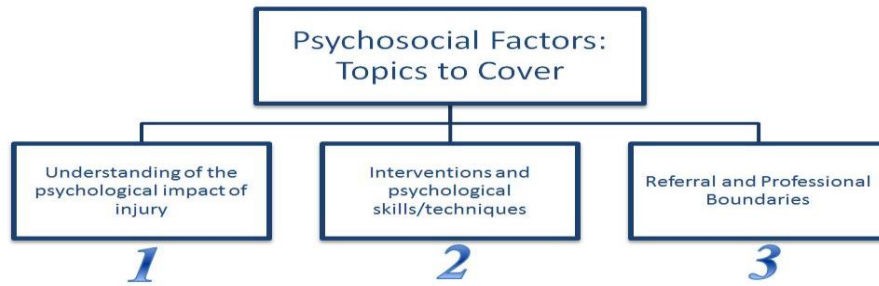 Psychosocial Factors:
Topics to Cover
Understanding of the
psychological impact of
injury
Interventions and
psychological
skills/techniques
Referral and Professional
Boundaries
1
2
3